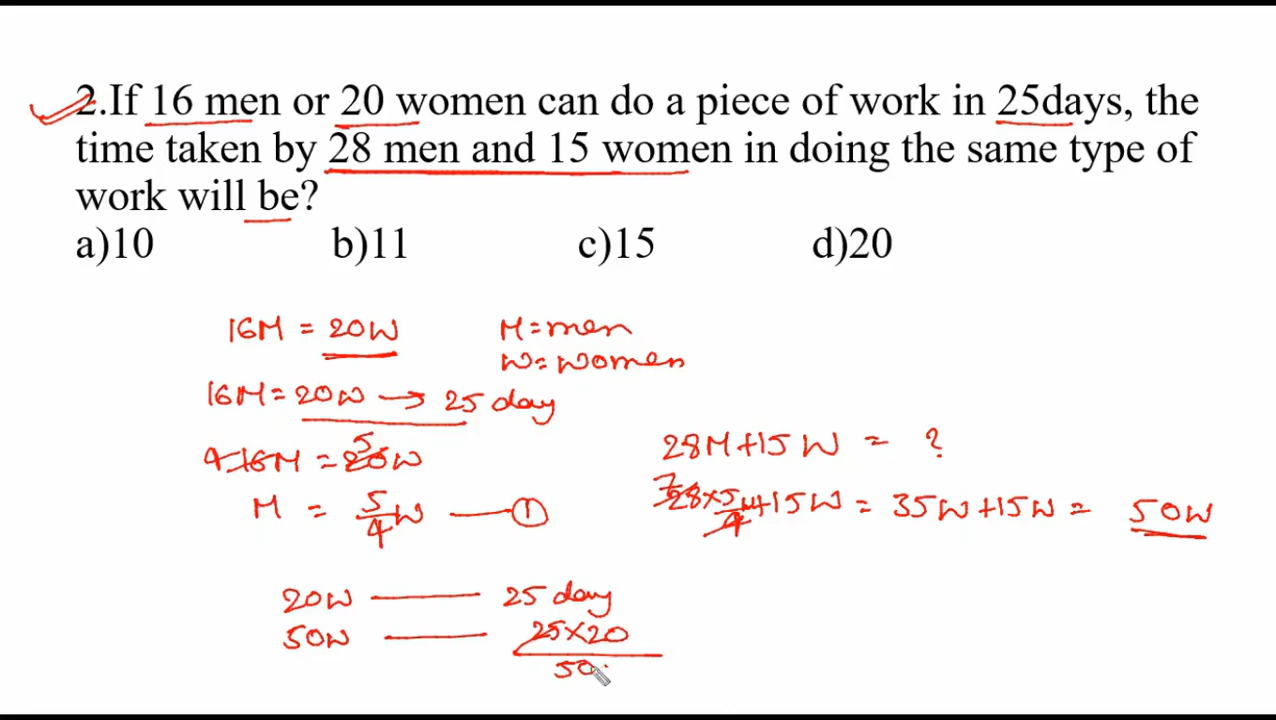 2.If 16 men or 20 women can do a piece of work in 25days, the
time taken by 28 men and 15 women in doing the same type of
work will be?
a)10 b)11 c)15 d)20
16M = 20W M=men
W= women
16M = 20W → 25 day
4 16M = 5 20W 28M+15W = ?
M = 5/4 W — ① 7 28×5/4 W+15W = 35W+15W = 50W
20W — 25 day
50W — 25×20
50